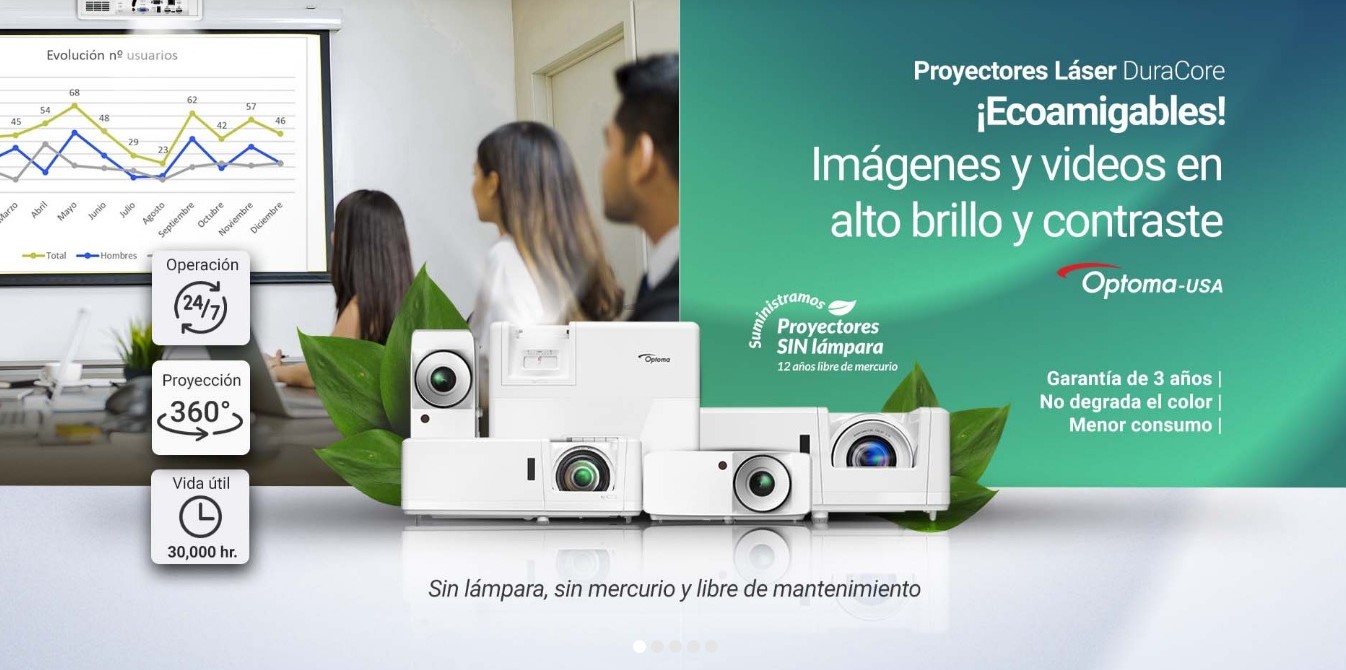 Evolución nº usuarios
45
54
68
48
29
23
62
42
57
46
Marzo
Abril
Mayo
Junio
Julio
Agosto
Septiembre
Octubre
Noviembre
Diciembre
Total
Hombres
Operación
24/7
Proyección
360°
Vida útil
30,000 hr.
Proyectores Láser DuraCore
¡Ecoamigables!
Imágenes y videos en
alto brillo y contraste
Optoma-USA
Suministramos
Proyectores
SIN lámpara
12 años libre de mercurio
Garantía de 3 años |
No degrada el color |
Menor consumo |
Optoma
Sin lámpara, sin mercurio y libre de mantenimiento